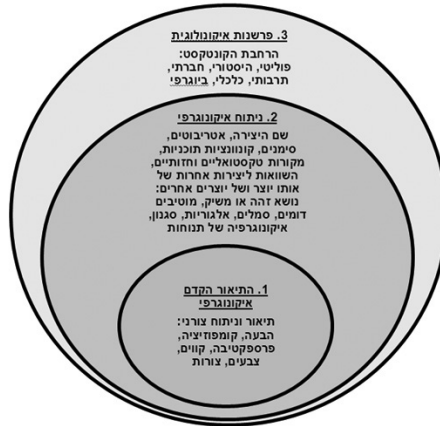 3. פרשנות איקונולוגית
הרחבת הקונטקסט:
פוליטי, היסטורי, חברתי,
תרבותי, כלכלי, ביוגרפי
2. ניתוח איקונוגרפי
שם היצירה, אטריבוטים,
סימנים, קונוונציות תוכניות,
מקורות טקסטואליים וחזותיים,
השוואות ליצירות אחרות של
אותו יוצר ושל יוצרים אחרים:
נושא זהה או משיק, מוטיבים
דומים, סמלים, אלגוריות, סגנון,
איקונוגרפיה של תנוחות
1. התיאור הקדם
איקונוגרפי
תיאור וניתוח צורני:
הבעה, קומפוזיציה,
פרספקטיבה, קווים,
צבעים, צורות